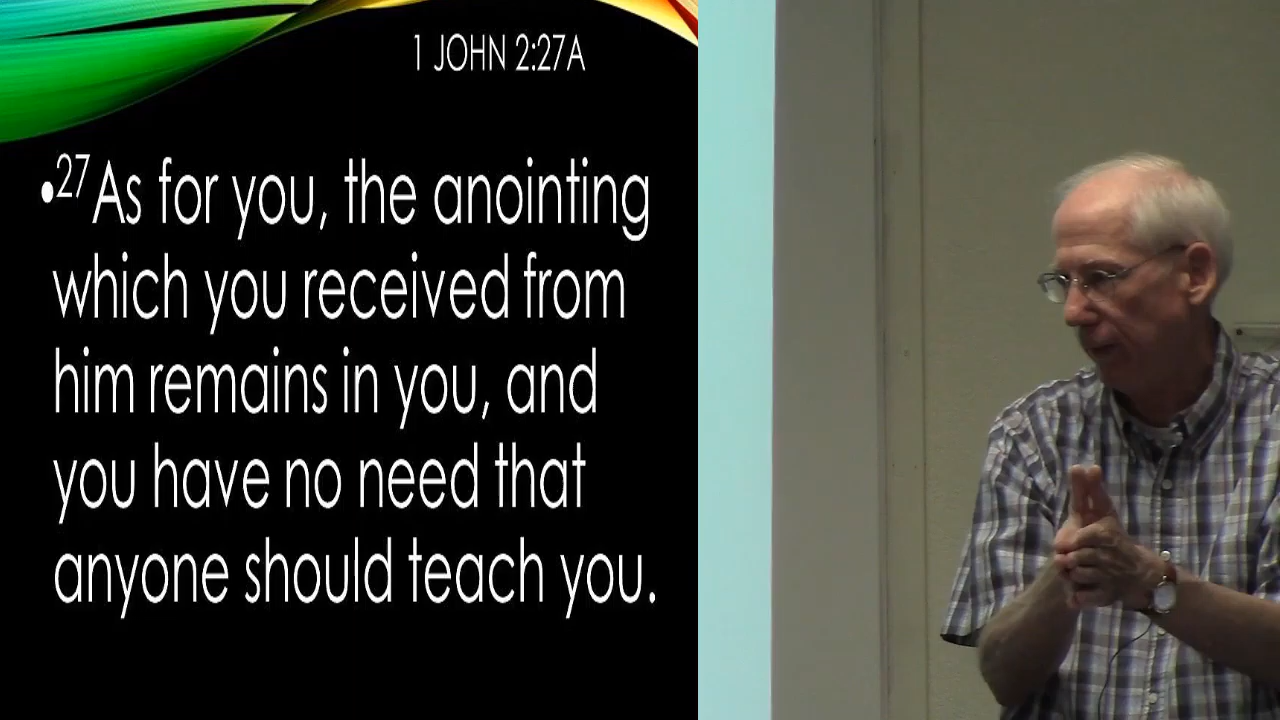 1 JOHN 2:27A
•27 As for you, the anointing
which you received from
him remains in you, and
you have no need that
anyone should teach you.